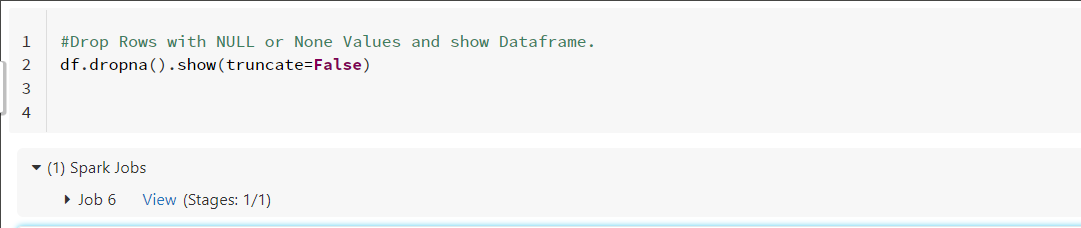 1 #Drop Rows with NULL or None Values and show Dataframe.
2 df.dropna().show(truncate=False)
3
4
(1) Spark Jobs
Job 6 View (Stages: 1/1)